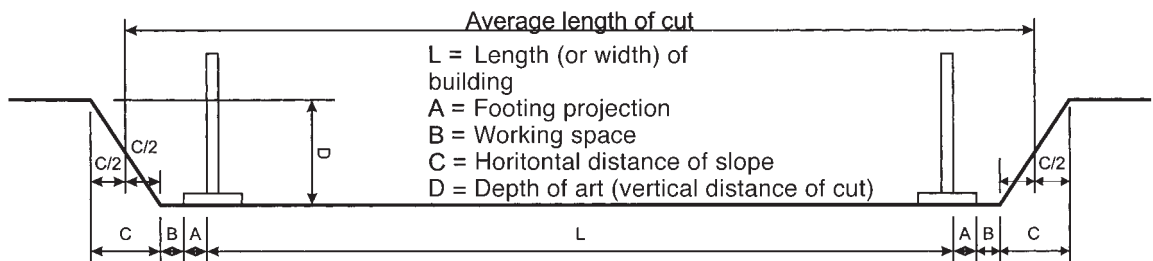 Average length of cut
L = Length (or width) of
building
A = Footing projection
B = Working space
C = Horitontal distance of slope
D = Depth of art (vertical distance of cut)
C/2
C/2
D
C/2
C
B
A
L
A
B
C